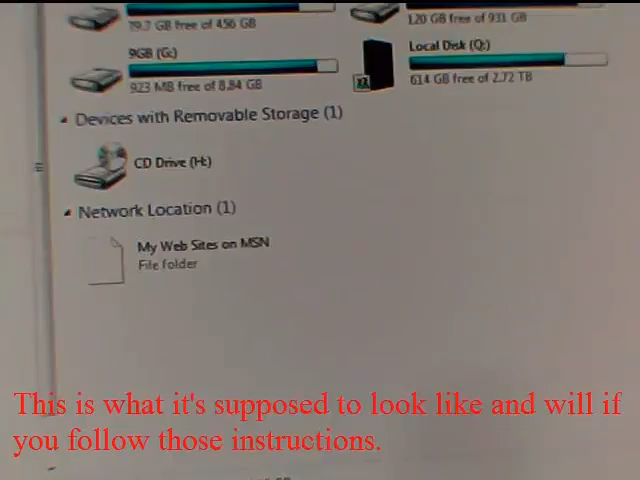 79.7 GB free of 456 GB
120 GB free of 931 GB
9GB (G:)
923 MB free of 8.84 GB
Local Disk (Q:)
614 GB free of 2.72 TB
Devices with Removable Storage (1)
CD Drive (H:)
Network Location (1)
My Web Sites on MSN
File folder
This is what it's supposed to look like and will if
you follow those instructions.